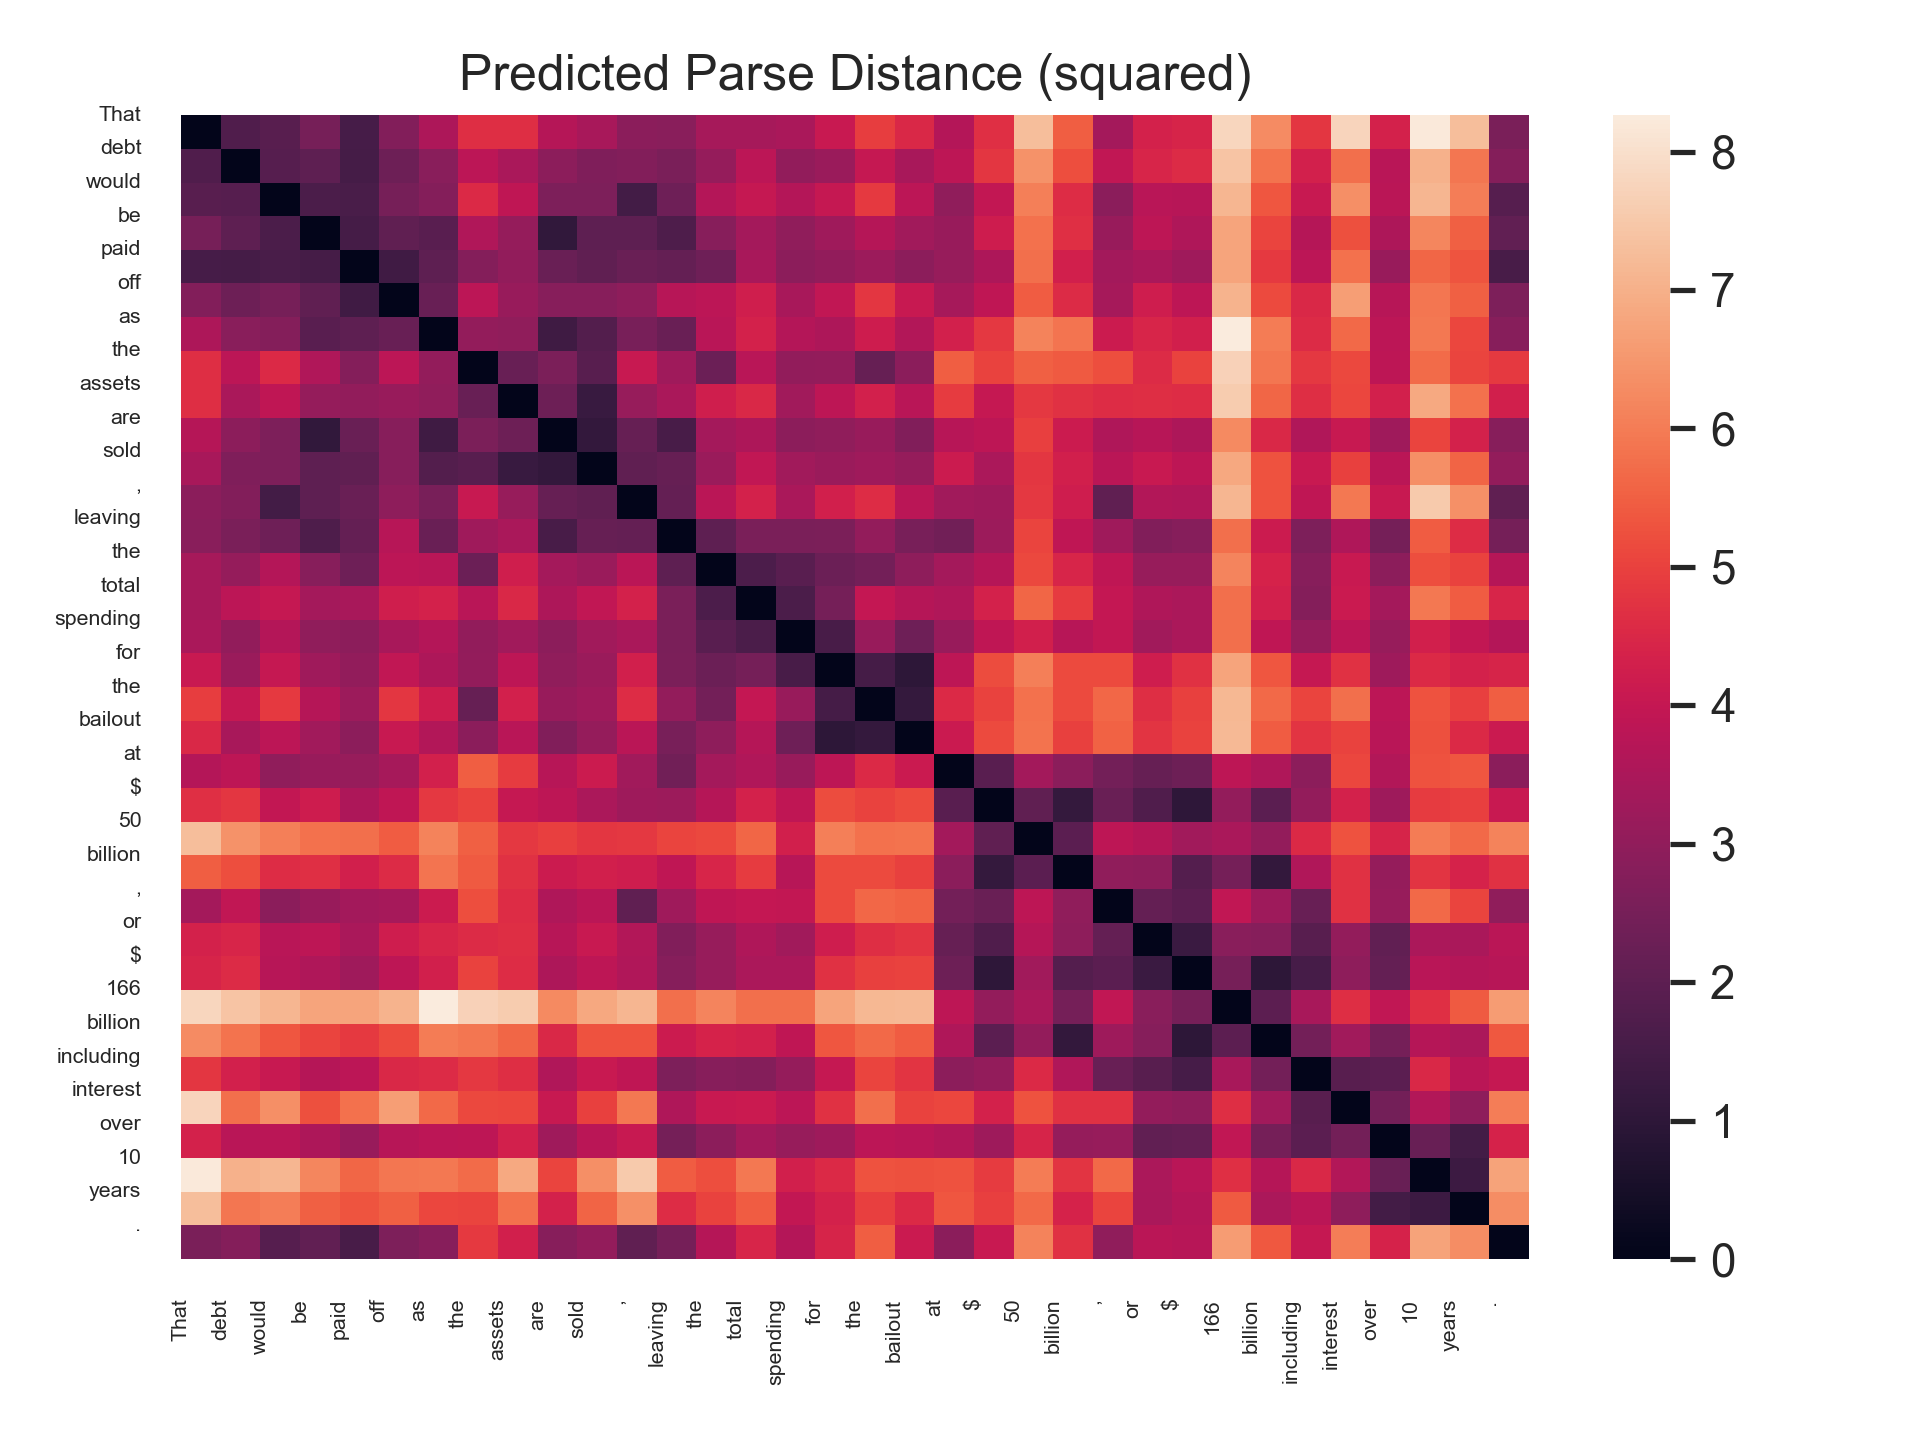 Predicted Parse Distance (squared)
That
debt
would
be
paid
off
as
the
assets
are
sold
,
leaving
the
total
spending
for
the
bailout
at
$
50
billion
,
or
$
166
billion
including
interest
over
10
years
.
8
7
6
5
4
3
2
1
0
That
debt
would
be
paid
off
as
the
assets
are
sold
,
leaving
the
total
spending
for
the
bailout
at
$
50
billion
,
or
$
166
billion
including
interest
over
10
years
.